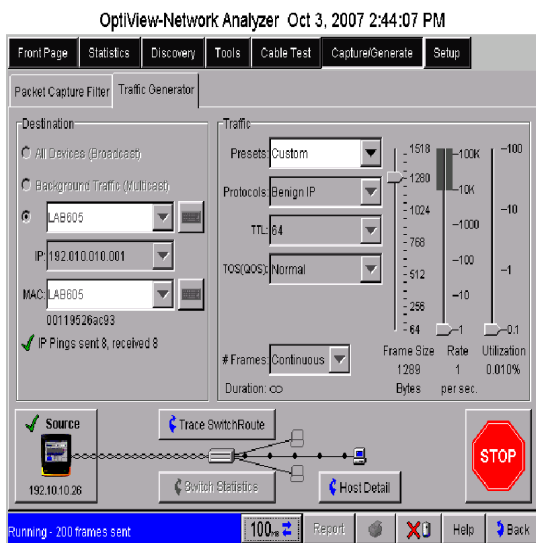 OptiView-Network Analyzer Oct 3, 2007 2:44:07 PM
Front Page Statistics Discovery Tools Cable Test Capture/Generate Setup
Packet Capture Filter Traffic Generator
Destination
All Devices (Broadcast)
Background Traffic (Multicast)
LAB605
IP: 192.010.010.001
MAC: LAB605
00119526ac93
IP Pings sent 8, received 8
Traffic
Presets: Custom
Protocols: Benign IP
TTL: 64
TOS(QOS): Normal
# Frames: Continuous
Duration: ∞
1518
1280
1024
768
512
256
64
Frame Size
1289
Bytes
100K
10K
1000
100
10
1
Rate
1
per sec.
100
10
1
0.1
Utilization
0.010%
Source
192.10.10.26
Trace SwitchRoute
Switch Statistics
Host Detail
STOP
Running - 200 frames sent
100 Report Help Back